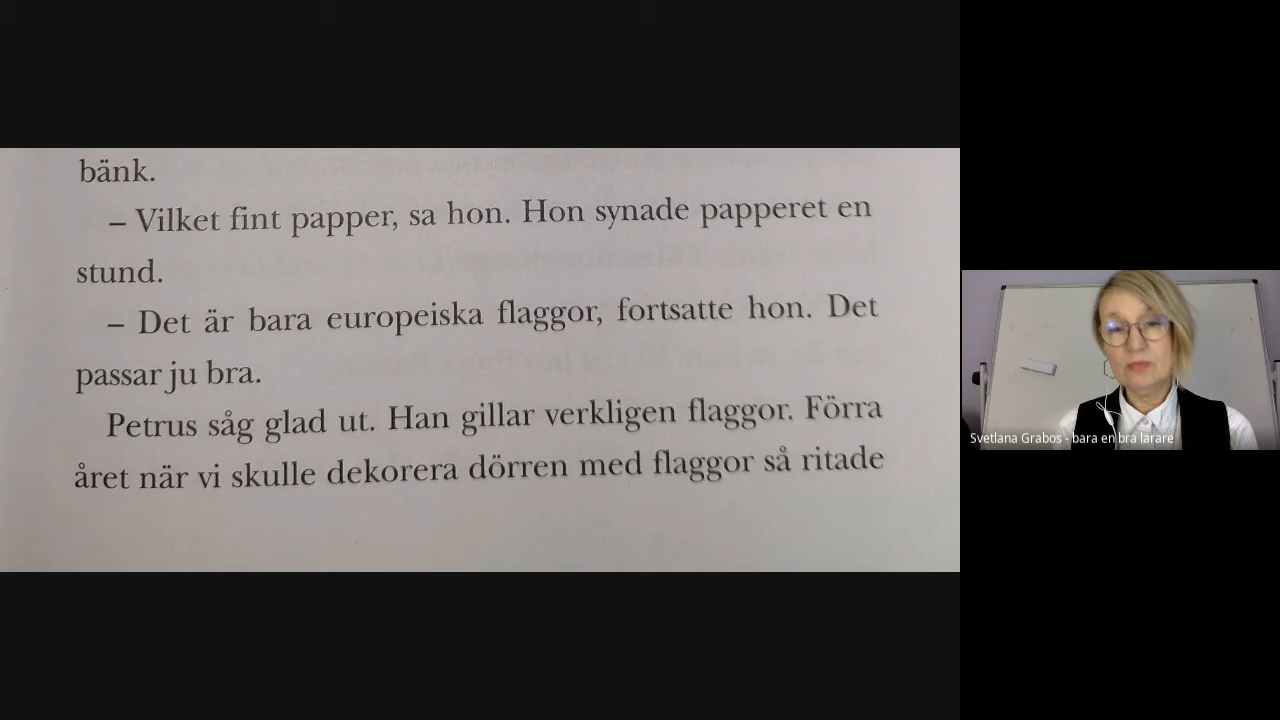 bänk.
– Vilket fint papper, sa hon. Hon synade papperet en
stund.
– Det är bara europeiska flaggor, fortsatte hon. Det
passar ju bra.
Petrus såg glad ut. Han gillar verkligen flaggor. Förra
året när vi skulle dekorera dörren med flaggor så ritade
Svetlana Grabos - bara en bra lärare